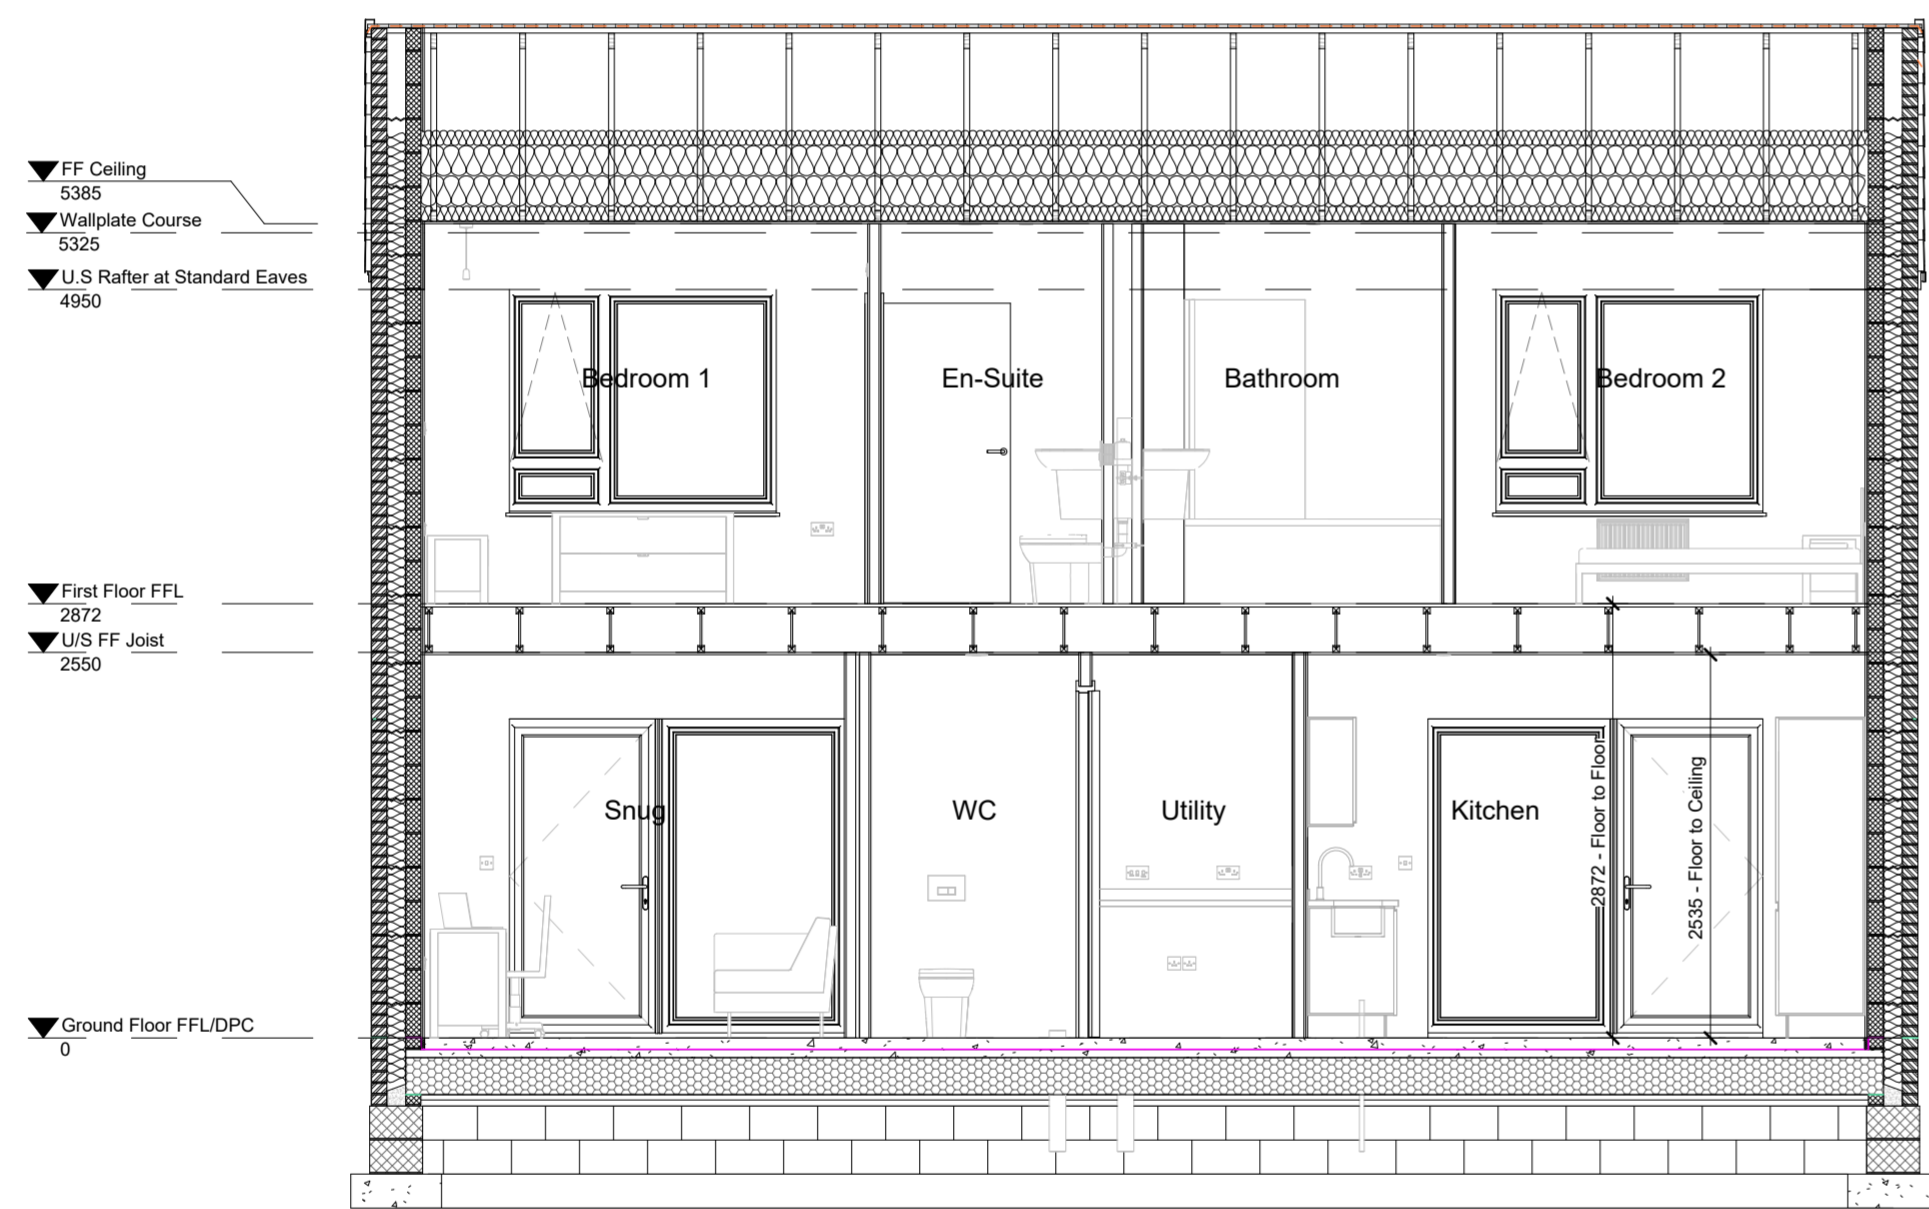 FF Ceiling
5385
Wallplate Course
5325
U.S Rafter at Standard Eaves
4950
Bedroom 1
En-Suite
Bathroom
Bedroom 2
First Floor FFL
2872
U/S FF Joist
2550
Snug
WC
Utility
Kitchen
2872 - Floor to Floor
2535 - Floor to Ceiling
Ground Floor FFL/DPC
0